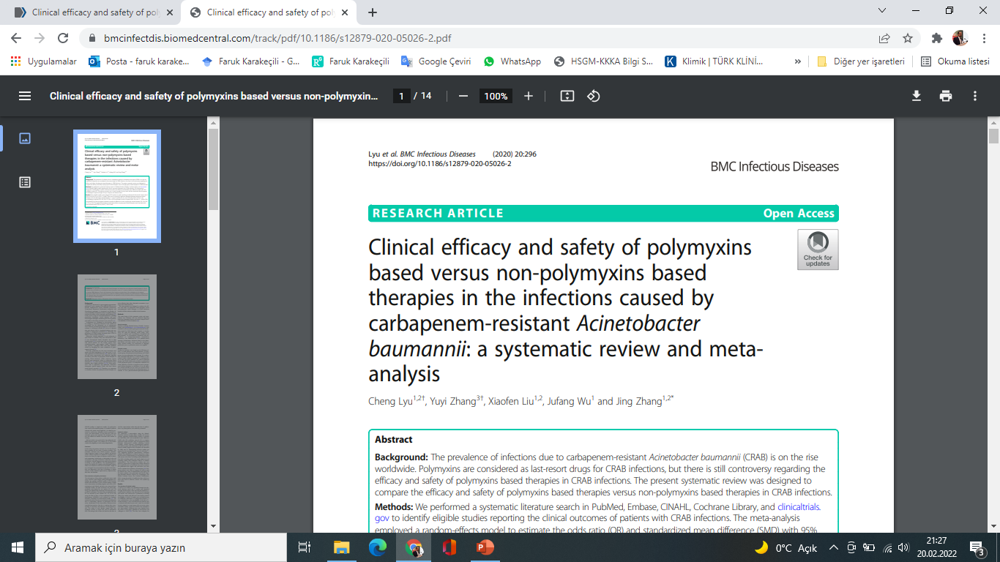 Clinical efficacy and safety of pol
Clinical efficacy and safety of poly
bmcinfectdis.biomedcentral.com/track/pdf/10.1186/s12879-020-05026-2.pdf
Uygulamalar
Posta - faruk karake...
Faruk Karakeçili - G...
Faruk Karakeçili
Google Çeviri
WhatsApp
HSGM-KKKA Bilgi S...
Klimik | TÜRK KLİNİ...
»
Diğer yer işaretleri
Okuma listesi
Clinical efficacy and safety of polymyxins based versus non-polymyxin...
1 / 14
100%
1
2
3
Lyu et al. BMC Infectious Diseases (2020) 20:296
https://doi.org/10.1186/s12879-020-05026-2
BMC Infectious Diseases
RESEARCH ARTICLE
Open Access
Check for
updates
Clinical efficacy and safety of polymyxins
based versus non-polymyxins based
therapies in the infections caused by
carbapenem-resistant Acinetobacter
baumannii: a systematic review and meta-
analysis
Cheng Lyu1,2†, Yuyi Zhang3†, Xiaofen Liu1,2, Jufang Wu1 and Jing Zhang1,2*
Abstract
Background: The prevalence of infections due to carbapenem-resistant Acinetobacter baumannii (CRAB) is on the rise
worldwide. Polymyxins are considered as last-resort drugs for CRAB infections, but there is still controversy regarding the
efficacy and safety of polymyxins based therapies in CRAB infections. The present systematic review was designed to
compare the efficacy and safety of polymyxins based therapies versus non-polymyxins based therapies in CRAB infections.
Methods: We performed a systematic literature search in PubMed, Embase, CINAHL, Cochrane Library, and clinicaltrials.
gov to identify eligible studies reporting the clinical outcomes of patients with CRAB infections. The meta-analysis
employed a random-effects model to estimate the odds ratio (OR) and standardized mean difference (SMD) with 95%
Aramak için buraya yazın
0°C Açık
21:27
20.02.2022
3